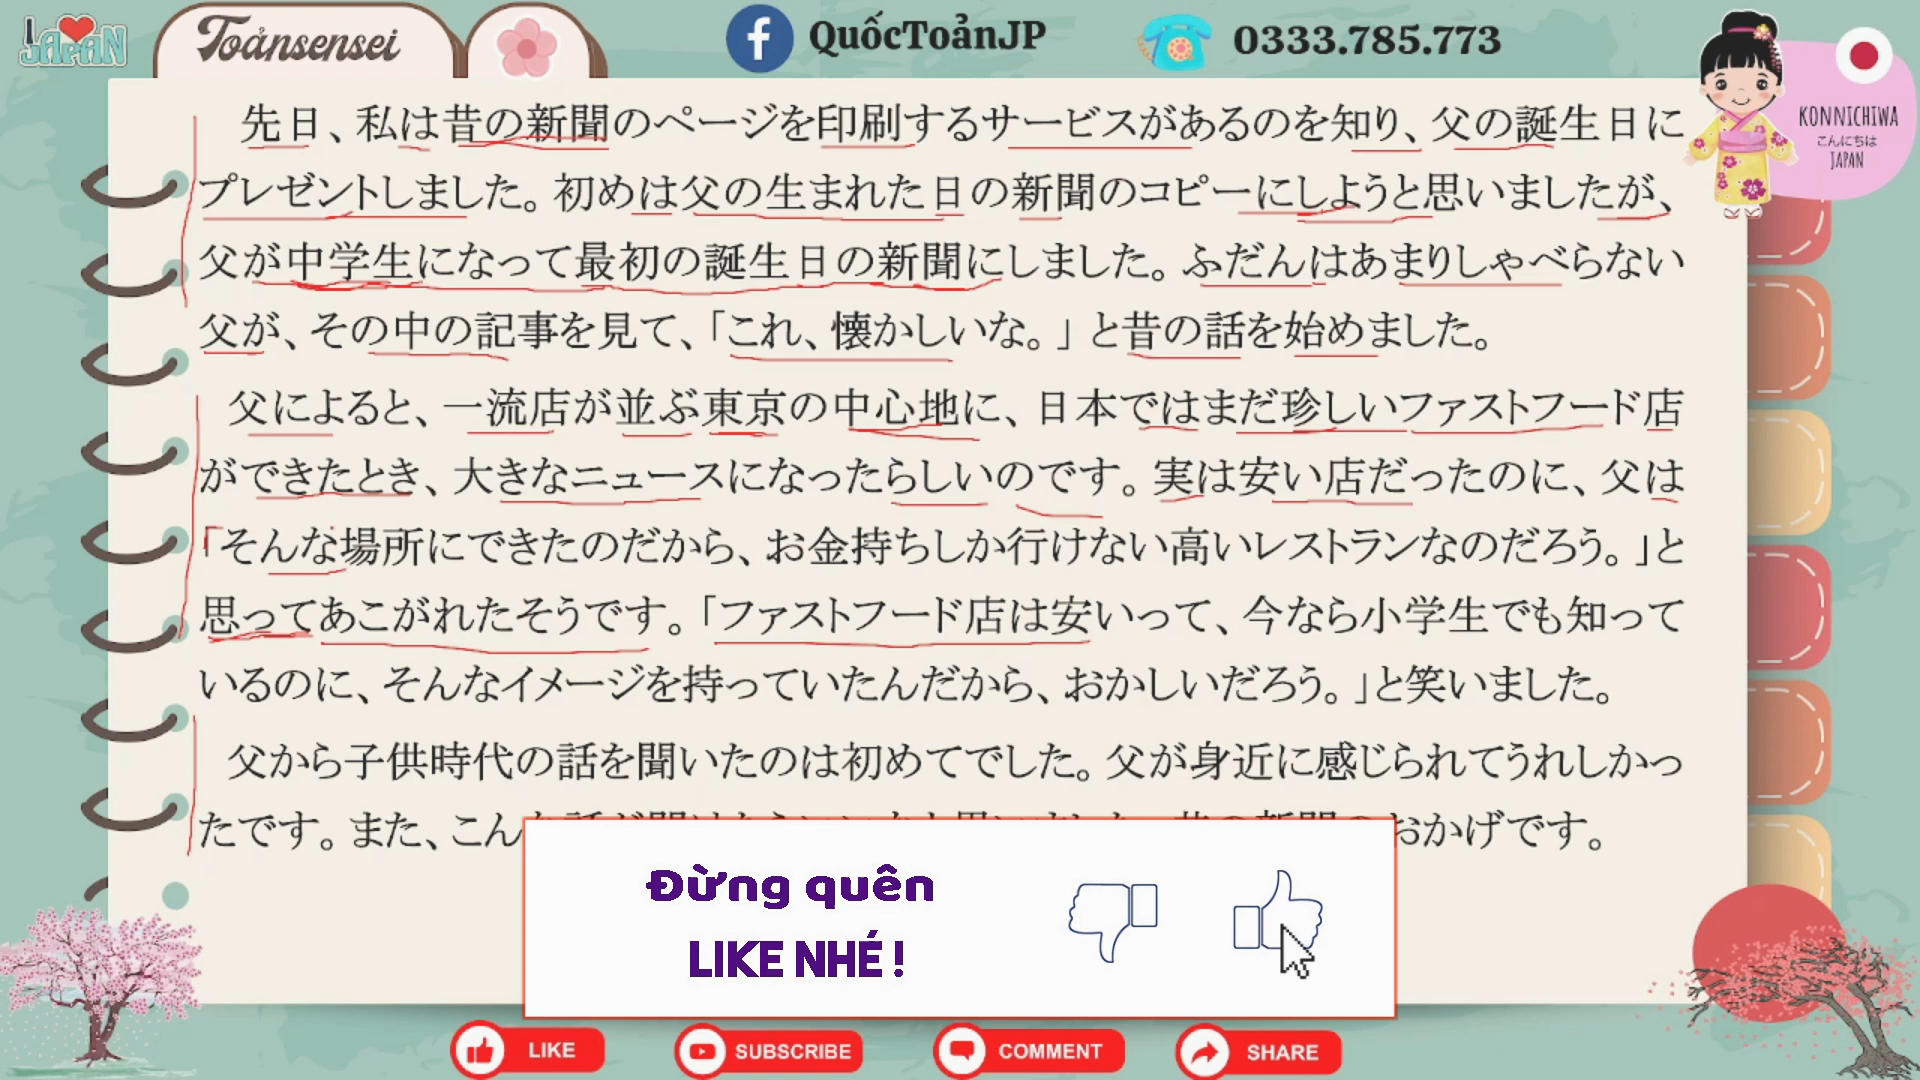 I JAPAN
Toảnsensei
QuốcToảnJP
0333.785.773
KONNICHIWA
こんにちは
JAPAN
先日、私は昔の新聞のページを印刷するサービスがあるのを知り、父の誕生日に
プレゼントしました。初めは父の生まれた日の新聞のコピーにしようと思いましたが、
父が中学生になって最初の誕生日の新聞にしました。ふだんはあまりしゃべらない
父が、その中の記事を見て、「これ、懐かしいな。」と昔の話を始めました。
父によると、一流店が並ぶ東京の中心地に、日本ではまだ珍しいファストフード店
ができたとき、大きなニュースになったらしいのです。実は安い店だったのに、父は
「そんな場所にできたのだから、お金持ちしか行けない高いレストランなのだろう。」と
思ってあこがれたそうです。「ファストフード店は安いって、今なら小学生でも知って
いるのに、そんなイメージを持っていたんだから、おかしいだろう。」と笑いました。
父から子供時代の話を聞いたのは初めてでした。父が身近に感じられてうれしかっ
たです。また、こん おかげです。
Đừng quên
LIKE NHÉ !
LIKE
SUBSCRIBE
COMMENT
SHARE